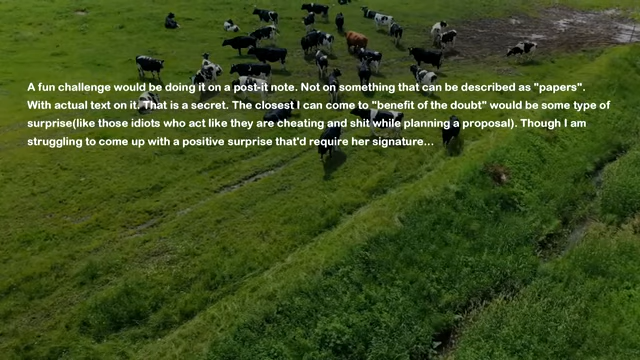 A fun challenge would be doing it on a post-it note. Not on something that can be described as "papers".
With actual text on it. That is a secret. The closest I can come to "benefit of the doubt" would be some type of
surprise(like those idiots who act like they are cheating and shit while planning a proposal). Though I am
struggling to come up with a positive surprise that'd require her signature...